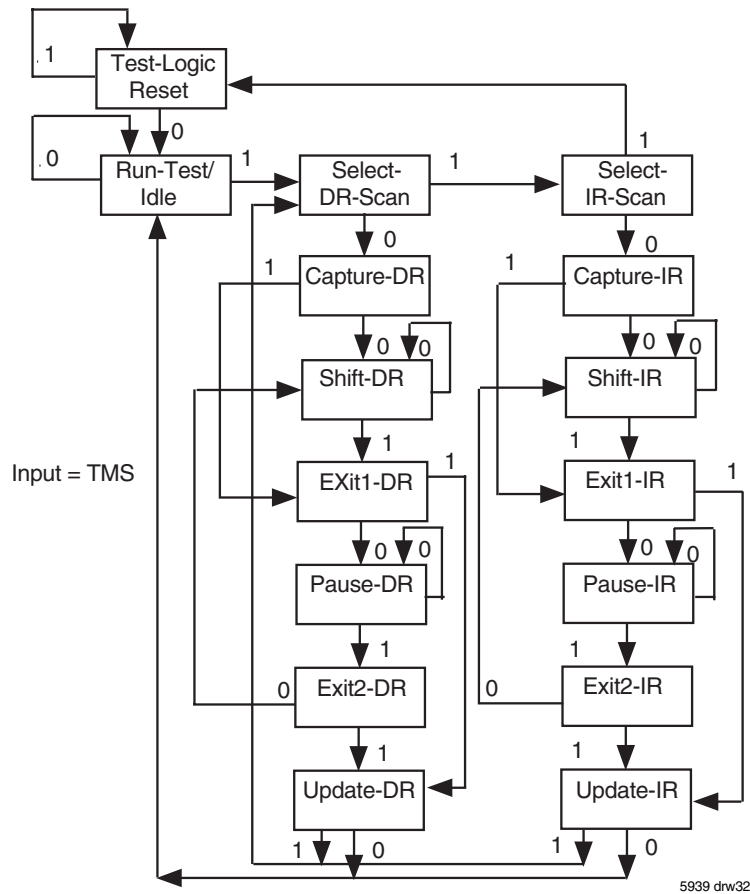 1
Test-Logic
Reset
0
1
0
Run-Test/
Idle
1
Select-
DR-Scan
1
Select-
IR-Scan
0
0
1
Capture-DR
1
Capture-IR
0
0
0
0
Shift-DR
Shift-IR
1
1
Input = TMS
EXit1-DR
1
Exit1-IR
1
0
0
0
0
Pause-DR
Pause-IR
1
1
0
Exit2-DR
0
Exit2-IR
1
1
Update-DR
Update-IR
1
0
1
0
5939 drw32